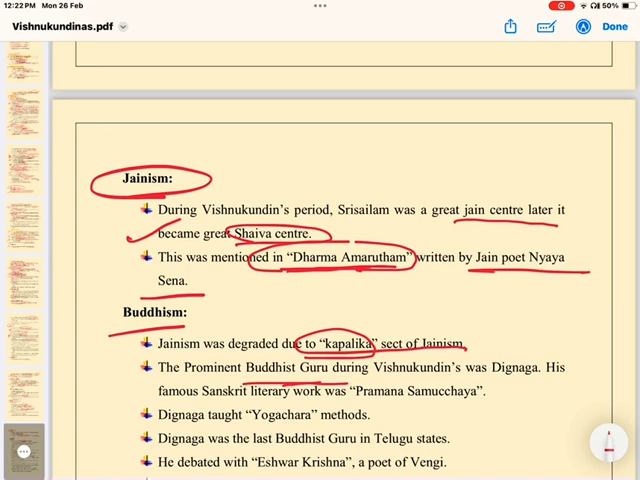 12:22 PM Mon 26 Feb
50%
Vishnukundinas.pdf
Done
Jainism:
During Vishnukundin's period, Srisailam was a great jain centre later it
became great Shaiva centre.
This was mentioned in “Dharma Amarutham” written by Jain poet Nyaya
Sena.
Buddhism:
Jainism was degraded due to “kapalika” sect of Jainism.
The Prominent Buddhist Guru during Vishnukundin's was Dignaga. His
famous Sanskrit literary work was “Pramana Samucchaya”.
Dignaga taught “Yogachara” methods.
Dignaga was the last Buddhist Guru in Telugu states.
He debated with “Eshwar Krishna”, a poet of Vengi.